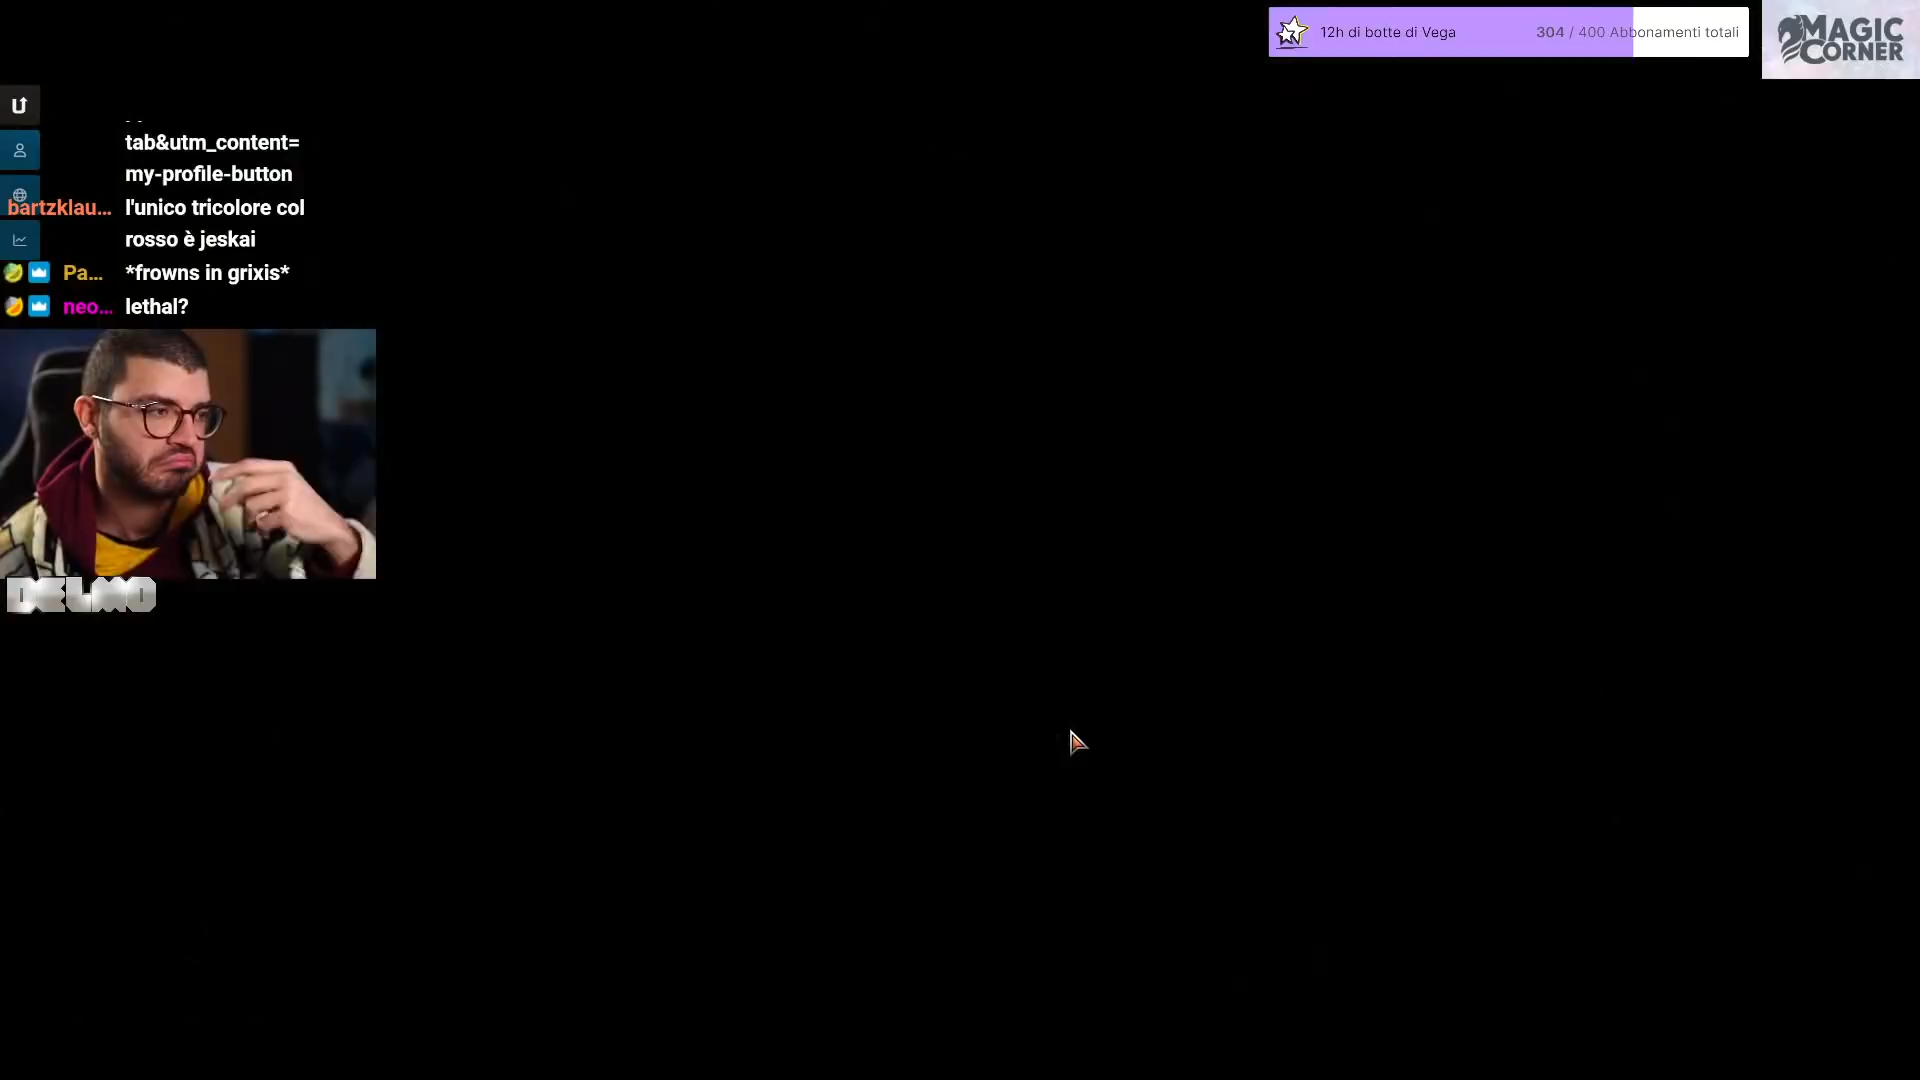 12h di botte di Vega 304 / 400 Abbonamenti totali
MAGIC
CORNER
tab&utm_content=
my-profile-button
bartzklau... l'unico tricolore col
rosso è jeskai
Pa... *frowns in grixis*
neo... lethal?
DELMO